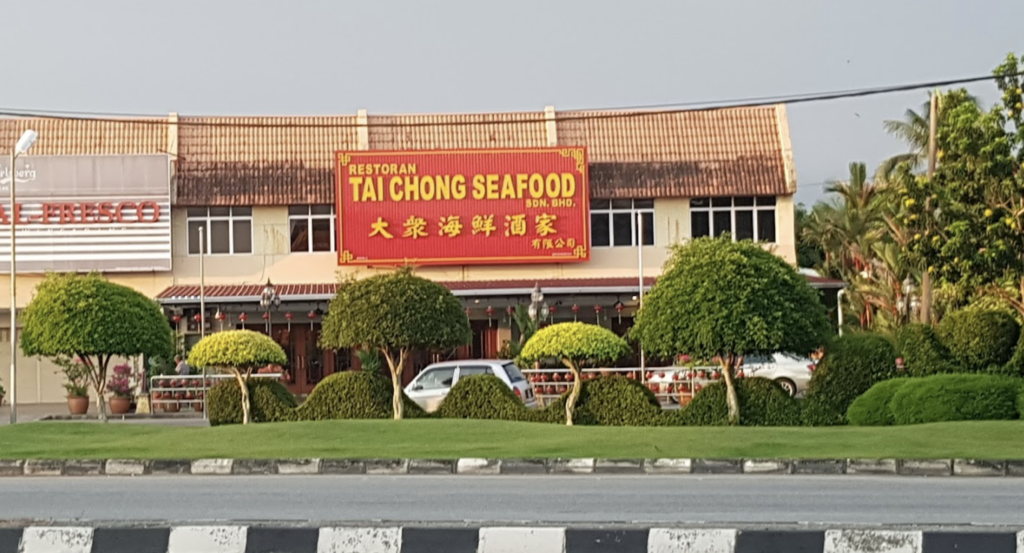 AL-FRESCO
RESTORAN
TAI CHONG SEAFOOD
SDN. BHD.
大衆海鮮酒家
有限公司